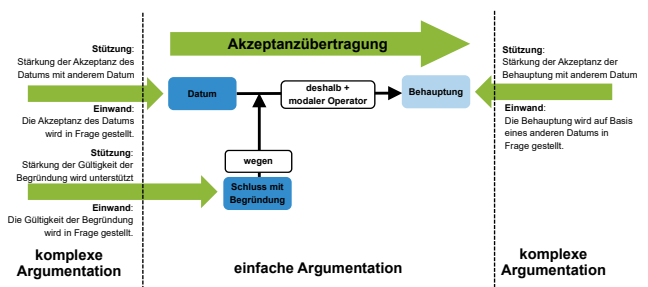 Akzeptanzübertragung
Stützung:
Stärkung der Akzeptanz des
Datums mit anderem Datum
Einwand:
Die Akzeptanz des Datums
wird in Frage gestellt.
Stützung:
Stärkung der Gültigkeit der
Begründung wird unterstützt
Einwand:
Die Gültigkeit der Begründung
wird in Frage gestellt.
komplexe
Argumentation
Datum
deshalb +
modaler Operator
Behauptung
wegen
Schluss mit
Begründung
einfache Argumentation
Stützung:
Stärkung der Akzeptanz der
Behauptung mit anderem Datum
Einwand:
Die Behauptung wird auf Basis
eines anderen Datums in
Frage gestellt.
komplexe
Argumentation